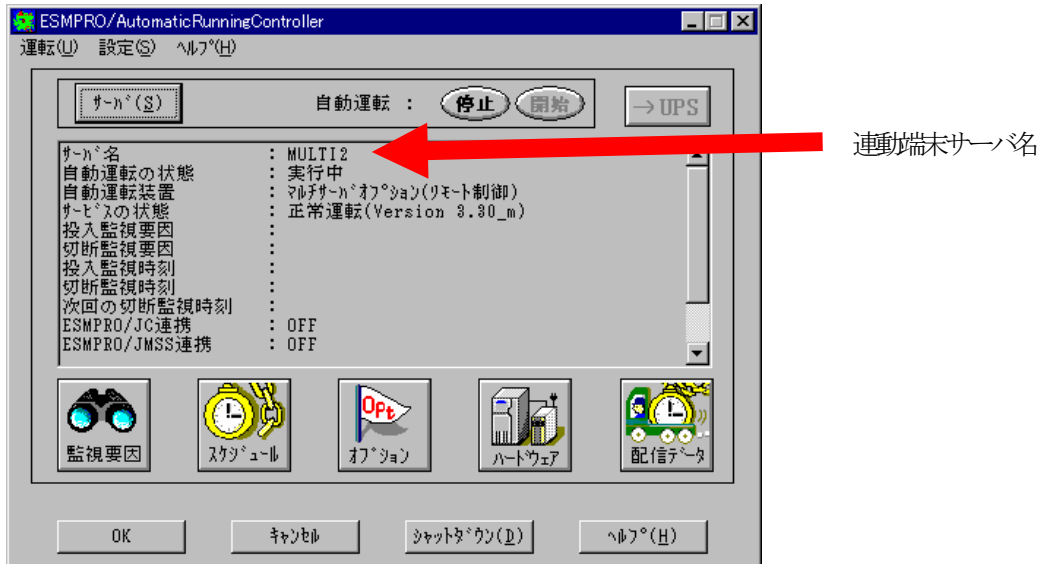 ESMPRO/AutomaticRunningController
運転(U) 設定(S) ﾍﾙﾌﾟ(H)
ｻｰﾊﾞ(S) 自動運転 : 停止 開始 →UPS
連動端末サーバ名
ｻｰﾊﾞ名 : MULTI2
自動運転の状態 : 実行中
自動運転装置 : ﾏﾙﾁｻｰﾊﾞｵﾌﾟｼｮﾝ(ﾘﾓｰﾄ制御)
ｻｰﾋﾞｽの状態 : 正常運転(Version 3.30_m)
投入監視要因 :
切断監視要因 :
投入監視時刻 :
切断監視時刻 :
次回の切断監視時刻 :
ESMPRO/JC連携 : OFF
ESMPRO/JMSS連携 : OFF
Opt
監視要因 ｽｹｼﾞｭｰﾙ ｵﾌﾟｼｮﾝ ﾊｰﾄﾞｳｪｱ 配信ﾃﾞｰﾀ
OK ｷｬﾝｾﾙ ｼｬｯﾄﾀﾞｳﾝ(D) ﾍﾙﾌﾟ(H)